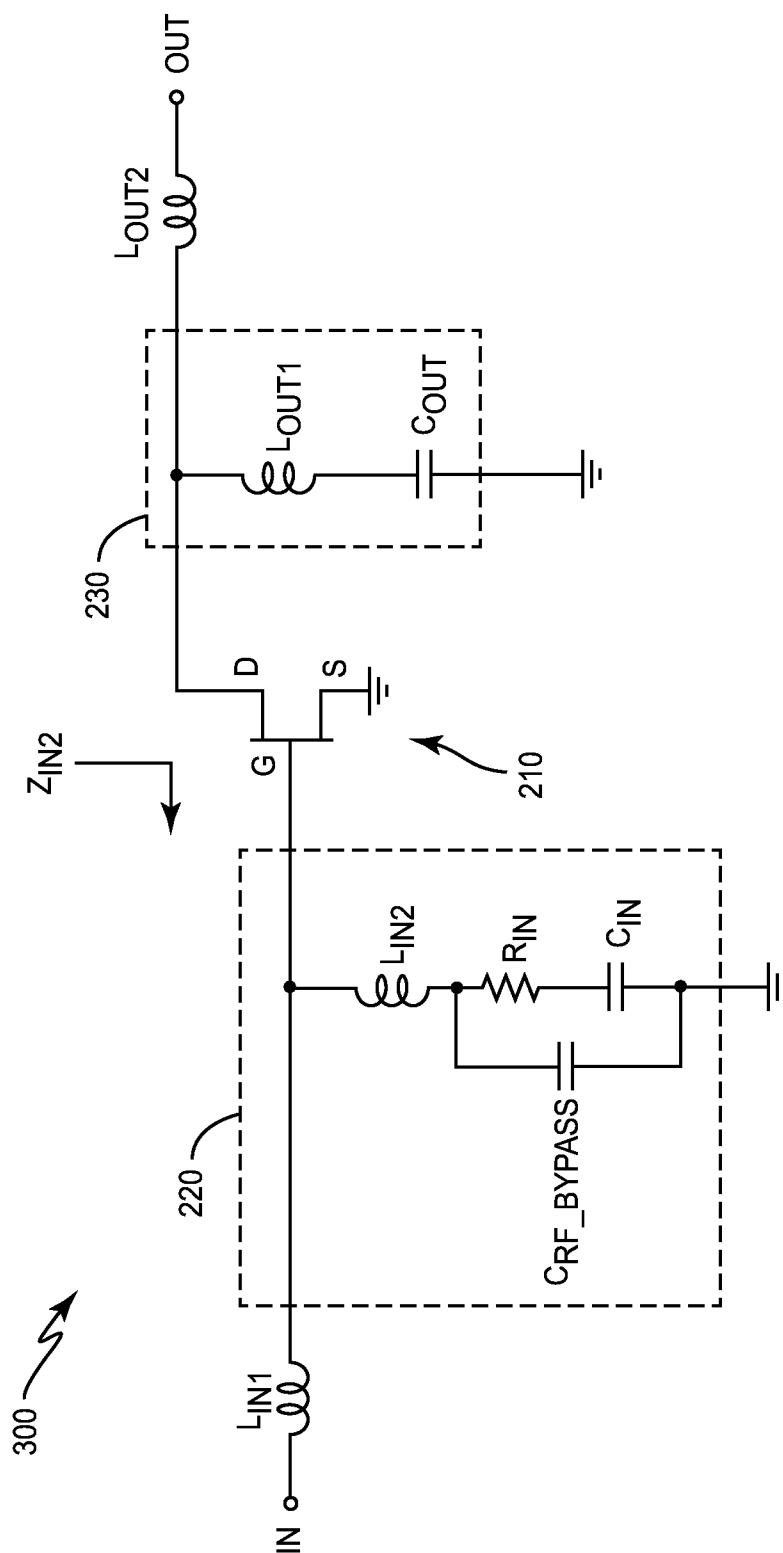 300
IN
LIN1
220
CRF_BYPASS
LIN2
RIN
CIN
ZIN2
G
D
S
210
230
LOUT1
COUT
LOUT2
OUT